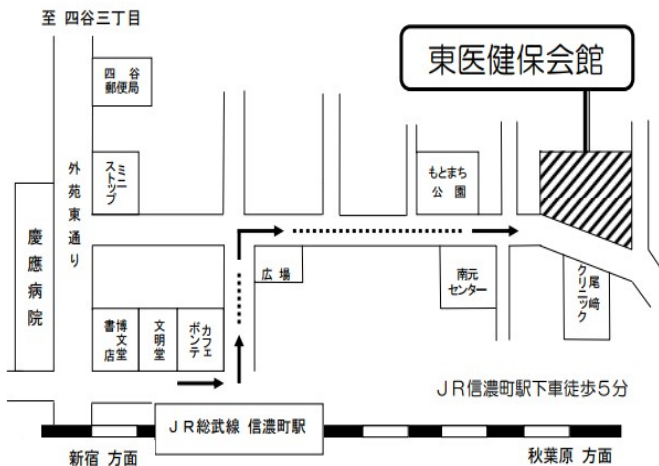 至 四谷三丁目
東医健保会館
四 谷
郵便局
ミニ
ストップ
外苑東通り
もとまち
公 園
慶應病院
広 場
南元
センター
尾﨑
クリニック
博文堂
書店
文明堂
カフェ
ボンテ
JR信濃町駅下車徒歩5分
JR総武線 信濃町駅
新宿 方面
秋葉原 方面